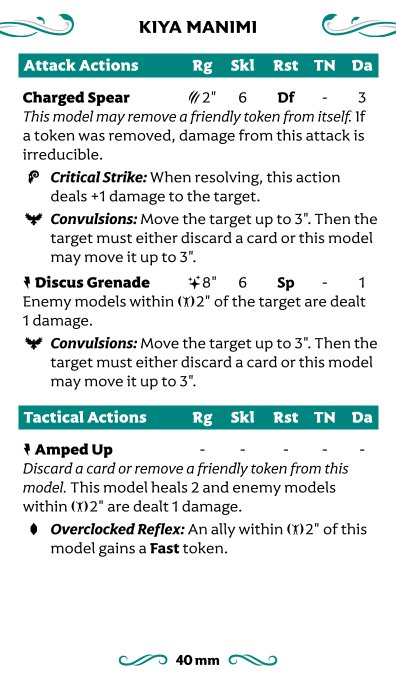 KIYA MANIMI
Attack Actions Rg Skl Rst TN Da
Charged Spear 2" 6 Df - 3
This model may remove a friendly token from itself. If
a token was removed, damage from this attack is
irreducible.
Critical Strike: When resolving, this action
deals +1 damage to the target.
Convulsions: Move the target up to 3". Then the
target must either discard a card or this model
may move it up to 3".
Discus Grenade 8" 6 Sp - 1
Enemy models within 2" of the target are dealt
1 damage.
Convulsions: Move the target up to 3". Then the
target must either discard a card or this model
may move it up to 3".
Tactical Actions Rg Skl Rst TN Da
Amped Up - - - - -
Discard a card or remove a friendly token from this
model. This model heals 2 and enemy models
within 2" are dealt 1 damage.
Overclocked Reflex: An ally within 2" of this
model gains a Fast token.
40 mm